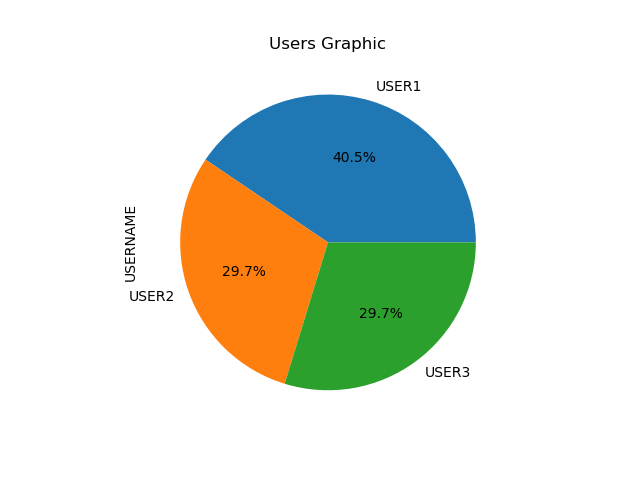 Users Graphic
USER1
40.5%
USERNAME
29.7%
USER2
29.7%
USER3